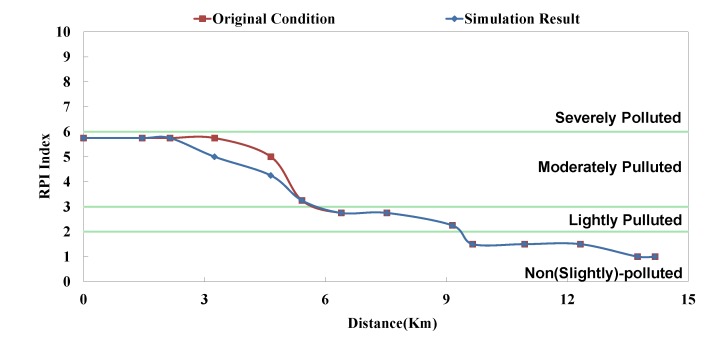 Original Condition
Simulation Result
10
9
8
7
6
5
4
3
2
1
0
RPI Index
Severely Polluted
Moderately Pulluted
Lightly Pulluted
Non(Slightly)-polluted
0 3 6 9 12 15
Distance(Km)